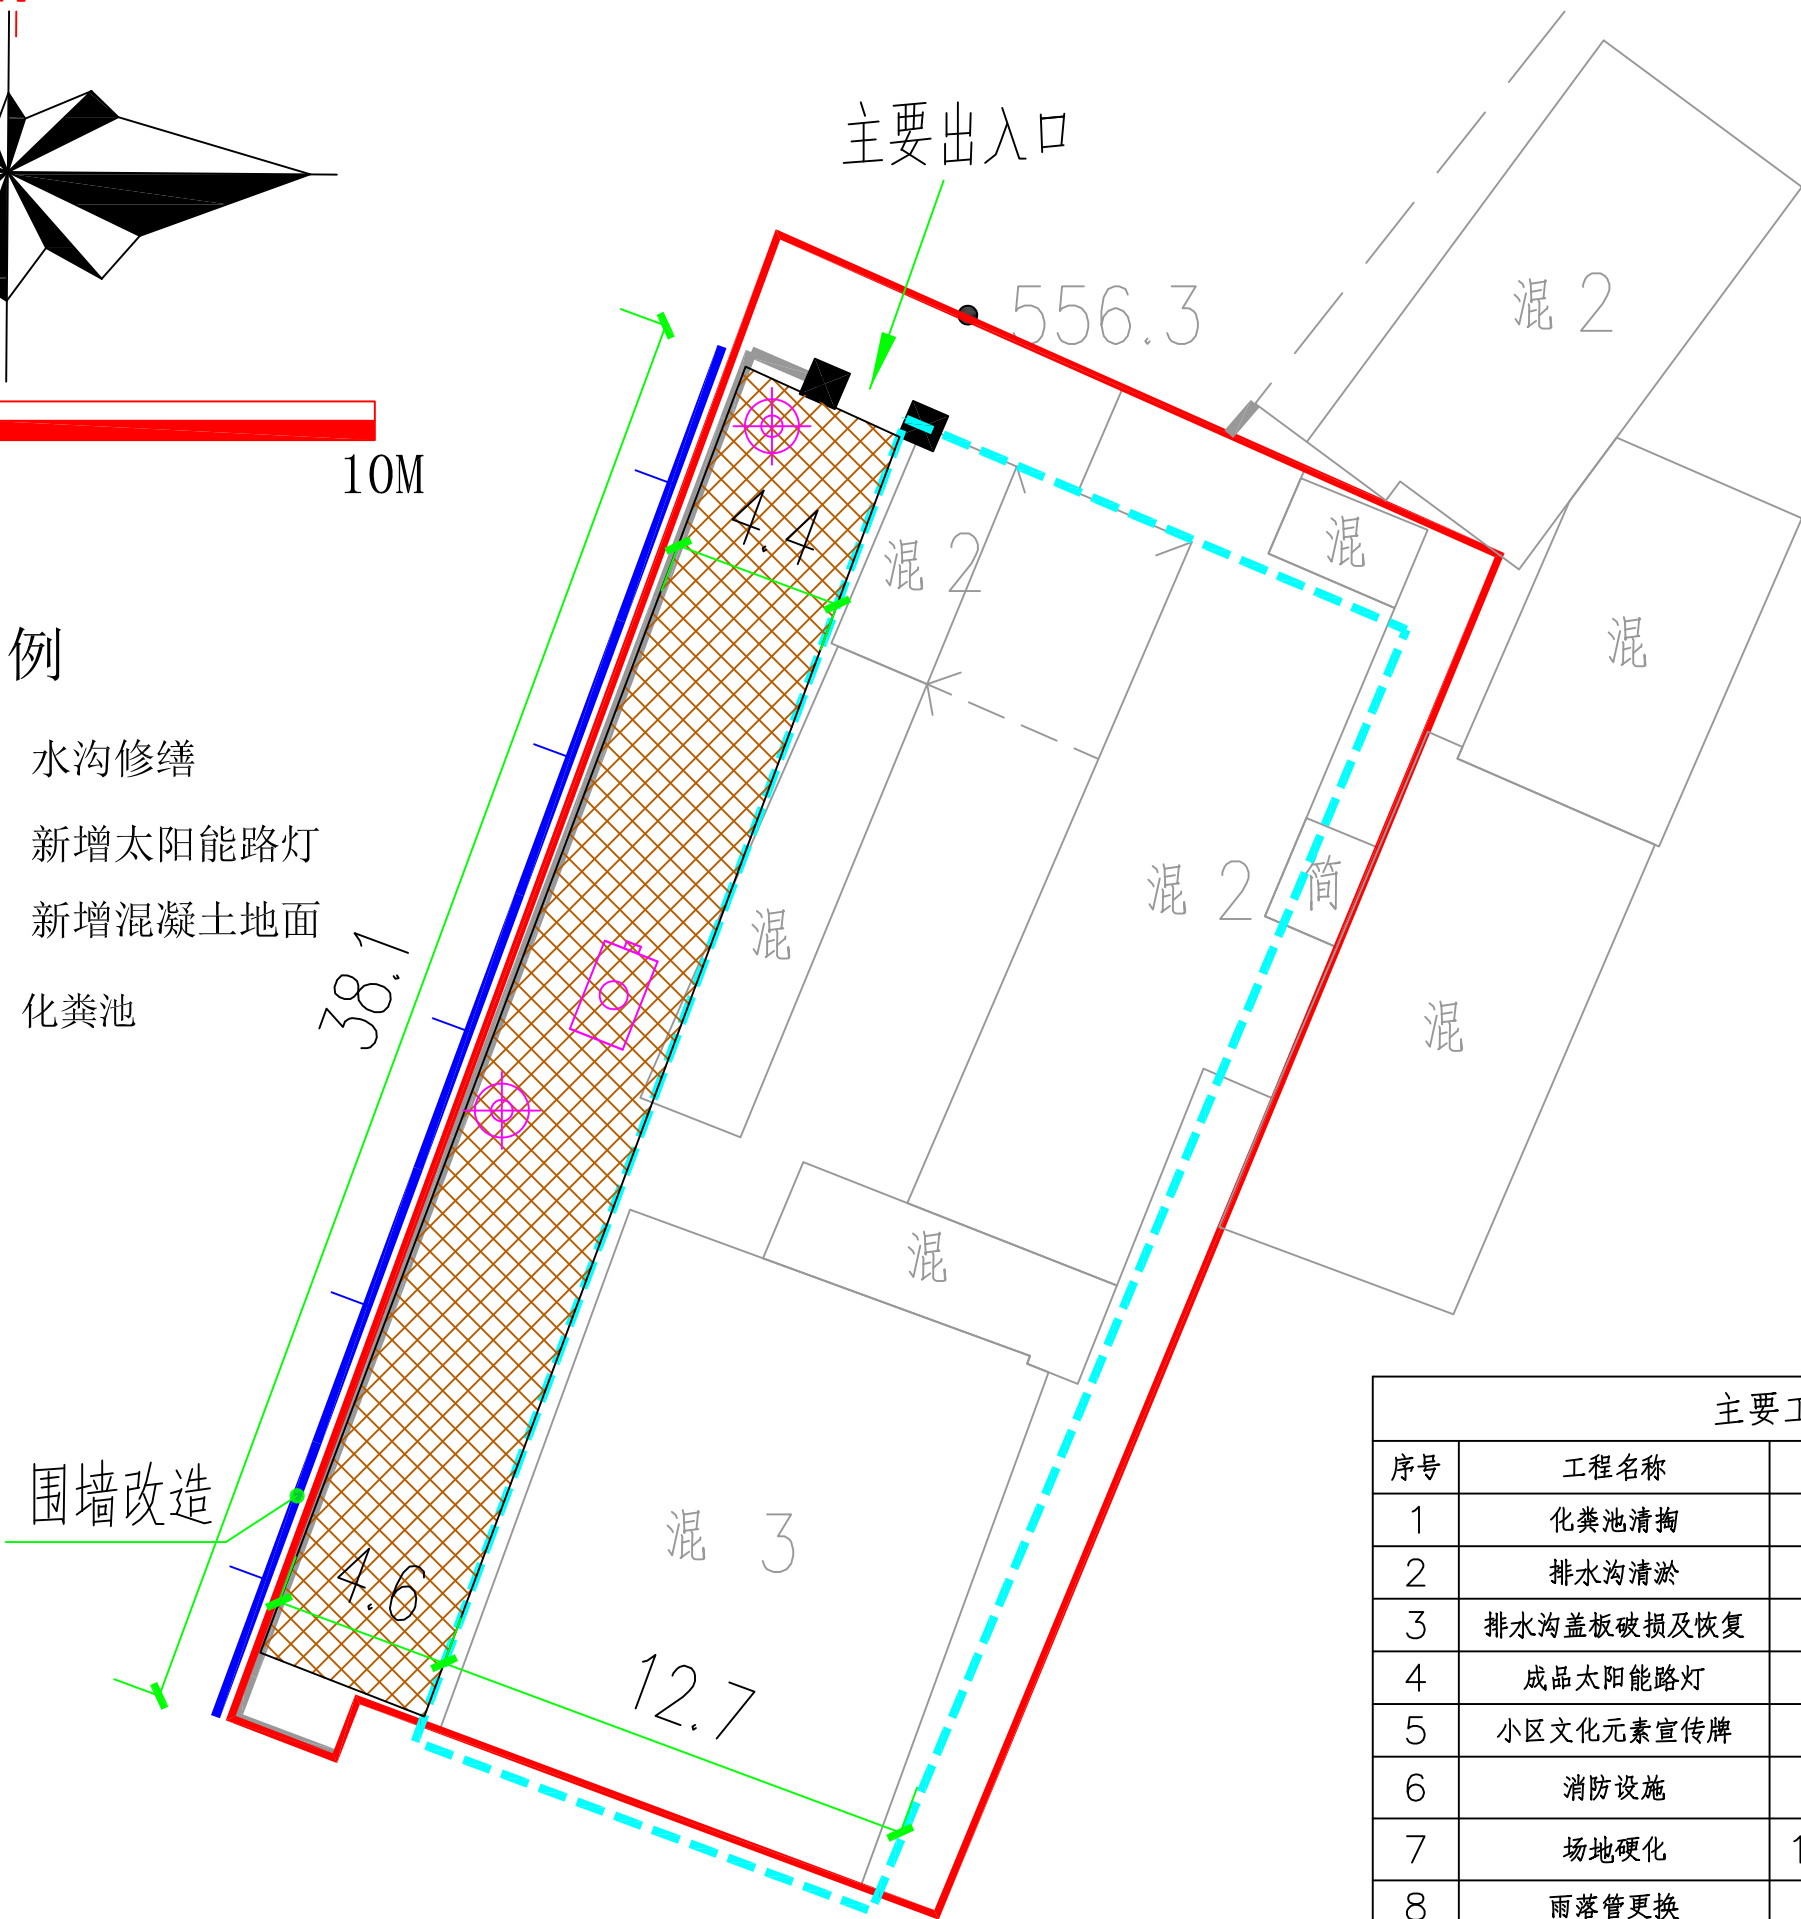 主要出入口
556.3
混 2
10M
4.4
混 2
混
混
例
水沟修缮
新增太阳能路灯
新增混凝土地面
化粪池
38.1
混
混 2
简
混
混
围墙改造
4.6
混 3
12.7
主要工
序号 工程名称
1 化粪池清掏
2 排水沟清淤
3 排水沟盖板破损及恢复
4 成品太阳能路灯
5 小区文化元素宣传牌
6 消防设施
7 场地硬化 1
8 雨落管更换